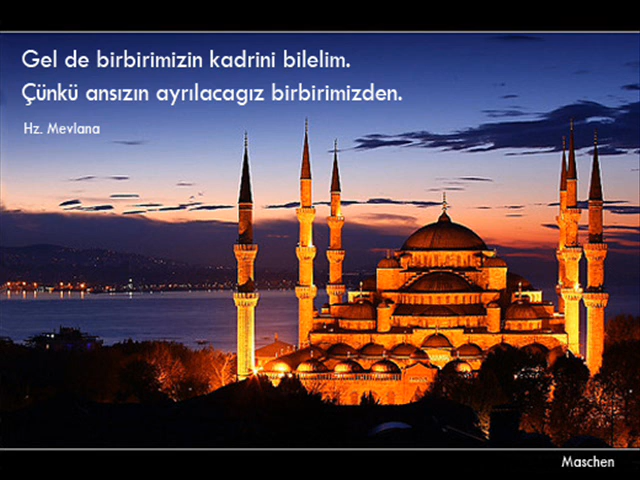 Gel de birbirimizin kadrini bilelim.
Çünkü ansızın ayrılacagız birbirimizden.
Hz. Mevlana
Maschen